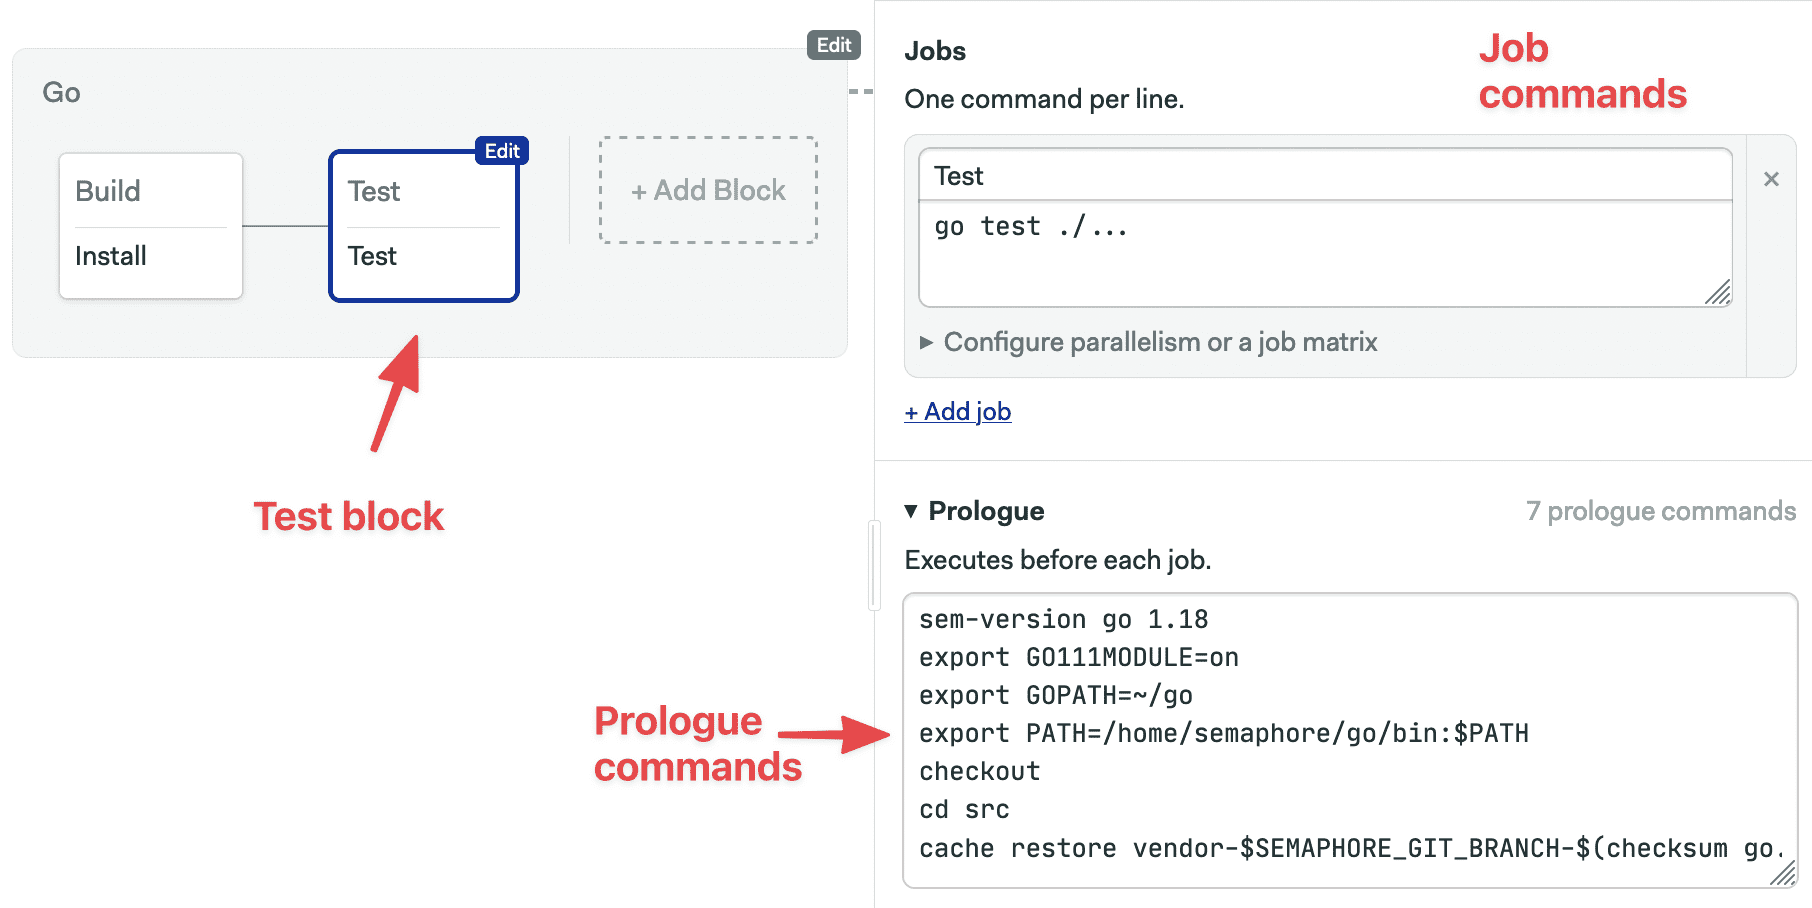 Edit
Go
Edit
Build
Install
Test
Test
+ Add Block
Test block
Jobs
One command per line.
Job
commands
Test
×
go test ./...
▸ Configure parallelism or a job matrix
+ Add job
▾ Prologue
7 prologue commands
Executes before each job.
Prologue
commands
sem-version go 1.18
export GO111MODULE=on
export GOPATH=~/go
export PATH=/home/semaphore/go/bin:$PATH
checkout
cd src
cache restore vendor-$SEMAPHORE_GIT_BRANCH-$(checksum go.